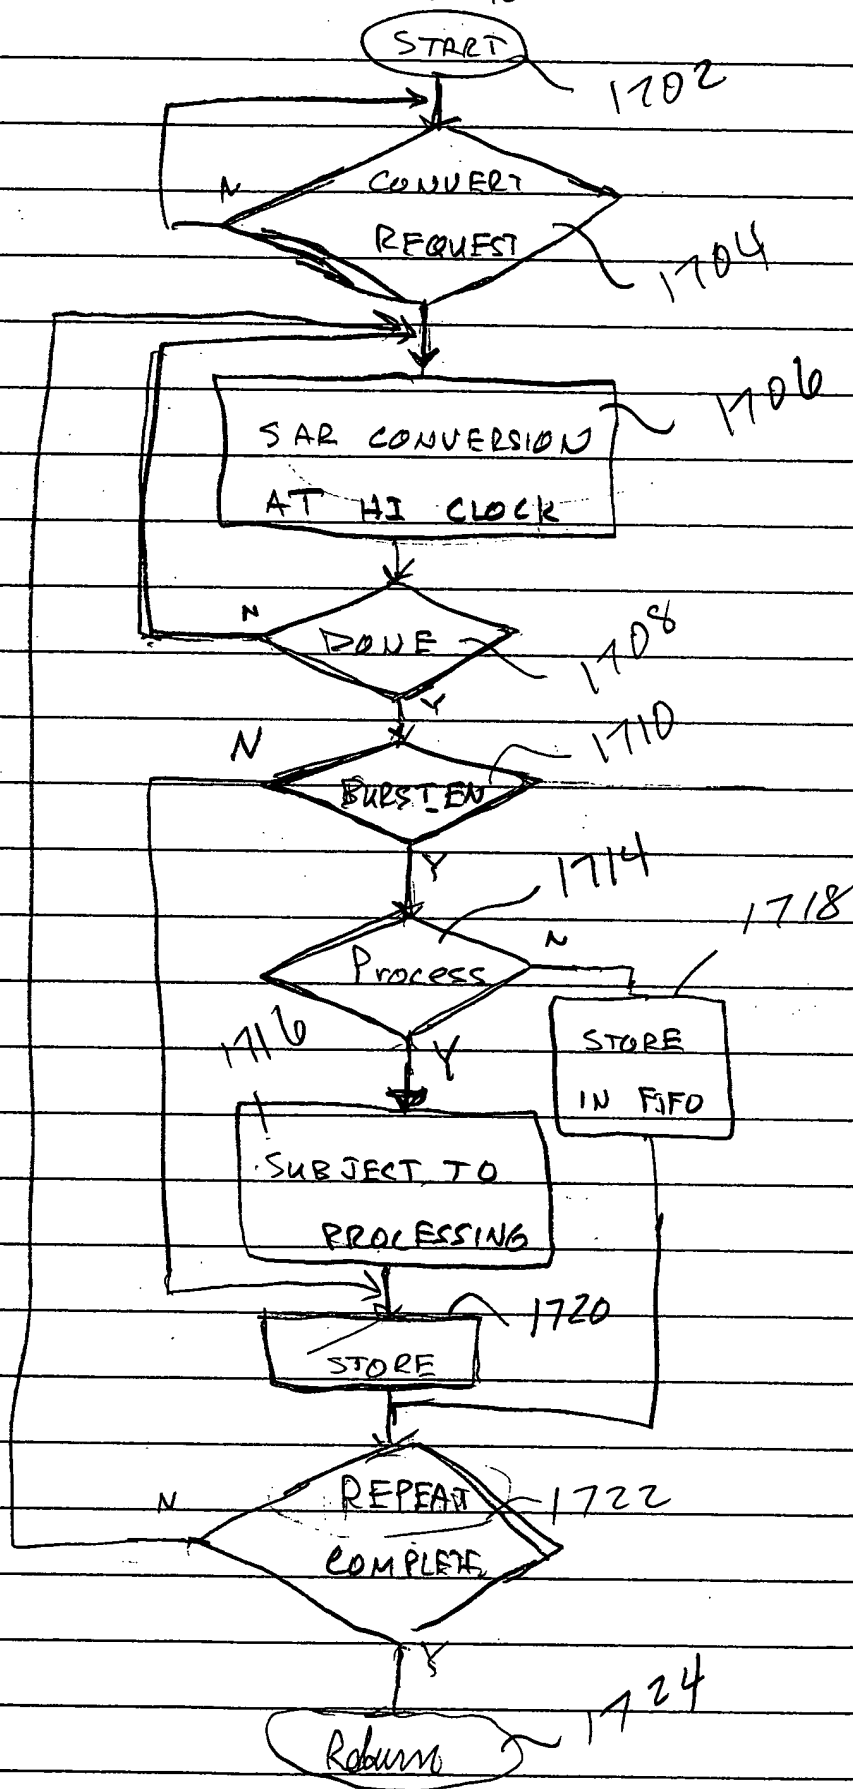 START
1702
N
CONVERT
REQUEST
1704
1706
SAR CONVERSION
AT HI CLOCK
N
DONE
1708
Y
N
1710
BURST_EN
Y
1714
1718
Process
N
1716
Y
STORE
IN FIFO
SUBJECT TO
PROCESSING
1720
STORE
N
REPEAT
1722
COMPLETE
Y
1724
Return